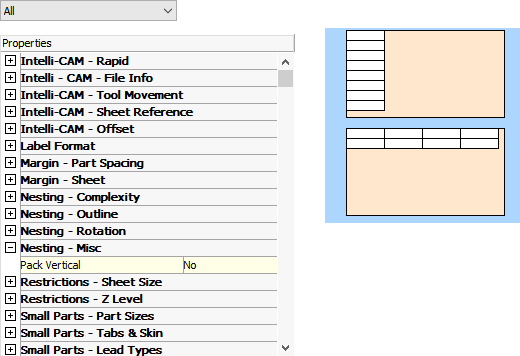 All
Properties
Intelli-CAM - Rapid
Intelli - CAM - File Info
Intelli-CAM - Tool Movement
Intelli-CAM - Sheet Reference
Intelli-CAM - Offset
Label Format
Margin - Part Spacing
Margin - Sheet
Nesting - Complexity
Nesting - Outline
Nesting - Rotation
Nesting - Misc
Pack Vertical No
Restrictions - Sheet Size
Restrictions - Z Level
Small Parts - Part Sizes
Small Parts - Tabs & Skin
Small Parts - Lead Types